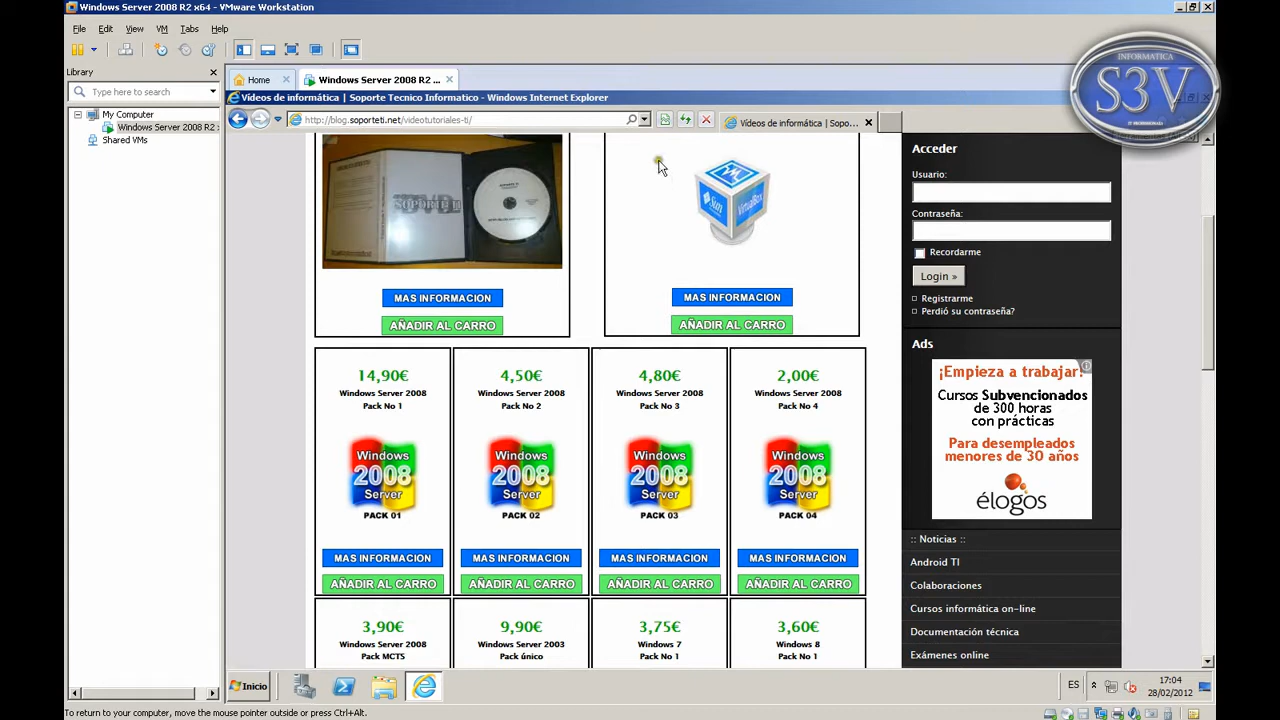 Windows Server 2008 R2 x64 - VMware Workstation
File Edit View VM Tabs Help
Library
Type here to search
My Computer
Windows Server 2008 R2
Shared VMs
Home
Windows Server 2008 R2 ...
INFORMATICA
S3V
Vídeos de informática | Soporte Tecnico Informatico - Windows Internet Explorer
http://blog.soporteti.net/videotutoriales-ti/
Vídeos de informática | Sopo...
SOPORTE TI
DVD
Sun
VirtualBox
MAS INFORMACION
AÑADIR AL CARRO
MAS INFORMACION
AÑADIR AL CARRO
14,90€
Windows Server 2008
Pack No 1
Windows
2008
Server
PACK 01
MAS INFORMACION
AÑADIR AL CARRO
4,50€
Windows Server 2008
Pack No 2
Windows
2008
Server
PACK 02
MAS INFORMACION
AÑADIR AL CARRO
4,80€
Windows Server 2008
Pack No 3
Windows
2008
Server
PACK 03
MAS INFORMACION
AÑADIR AL CARRO
2,00€
Windows Server 2008
Pack No 4
Windows
2008
Server
PACK 04
MAS INFORMACION
AÑADIR AL CARRO
3,90€
Windows Server 2008
Pack MCTS
9,90€
Windows Server 2003
Pack único
3,75€
Windows 7
Pack No 1
3,60€
Windows 8
Pack No 1
Acceder
Usuario:
Contraseña:
Recordarme
Login »
Registrarme
Perdió su contraseña?
Ads
¡Empieza a trabajar!
Cursos Subvencionados
de 300 horas
con prácticas
Para desempleados
menores de 30 años
élogos
:: Noticias ::
Android TI
Colaboraciones
Cursos informática on-line
Documentación técnica
Exámenes online
Inicio
ES
17:04
28/02/2012
To return to your computer, move the mouse pointer outside or press Ctrl+Alt.